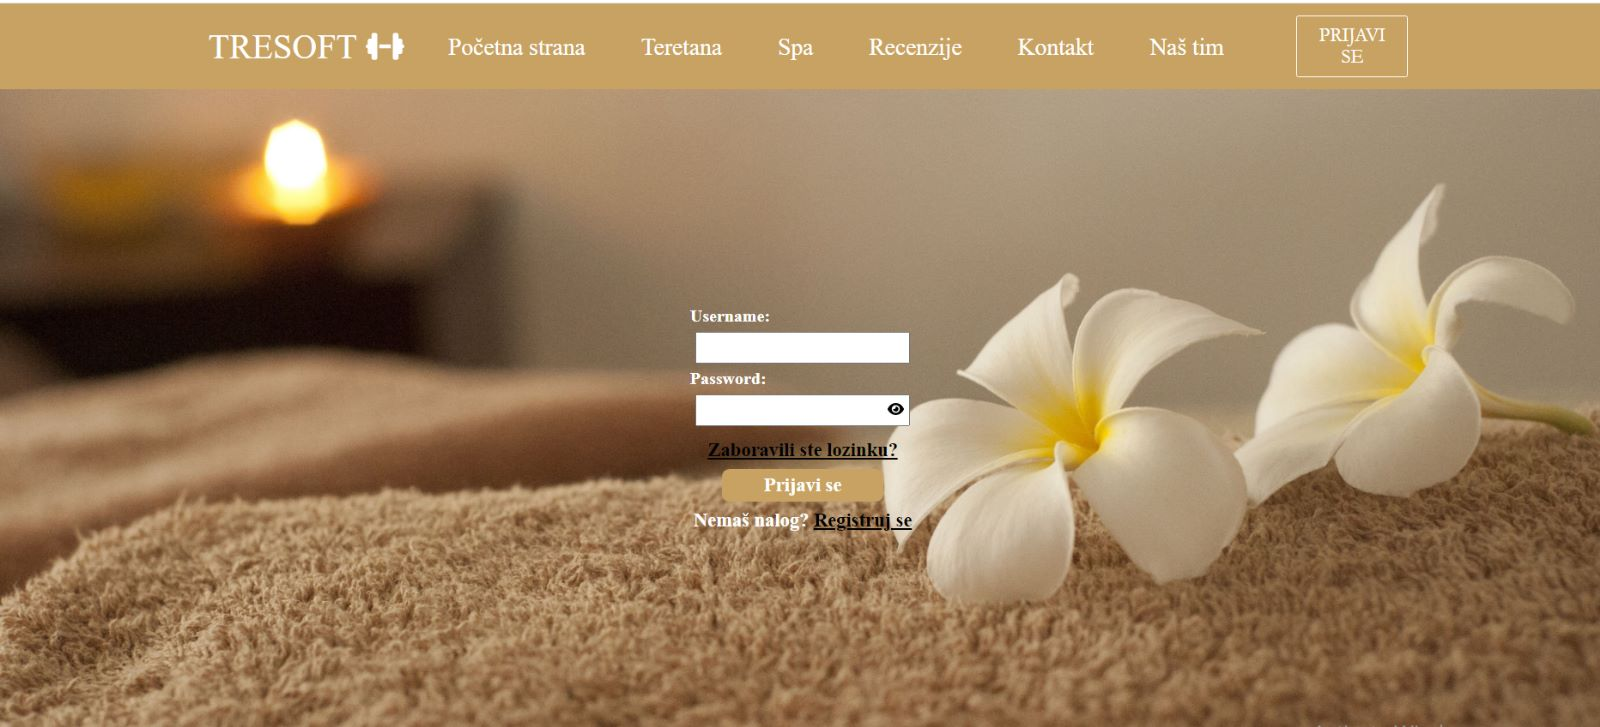 TRESOFT Početna strana Teretana Spa Recenzije Kontakt Naš tim PRIJAVI
SE
Username:
Password:
Zaboravili ste lozinku?
Prijavi se
Nemaš nalog? Registruj se